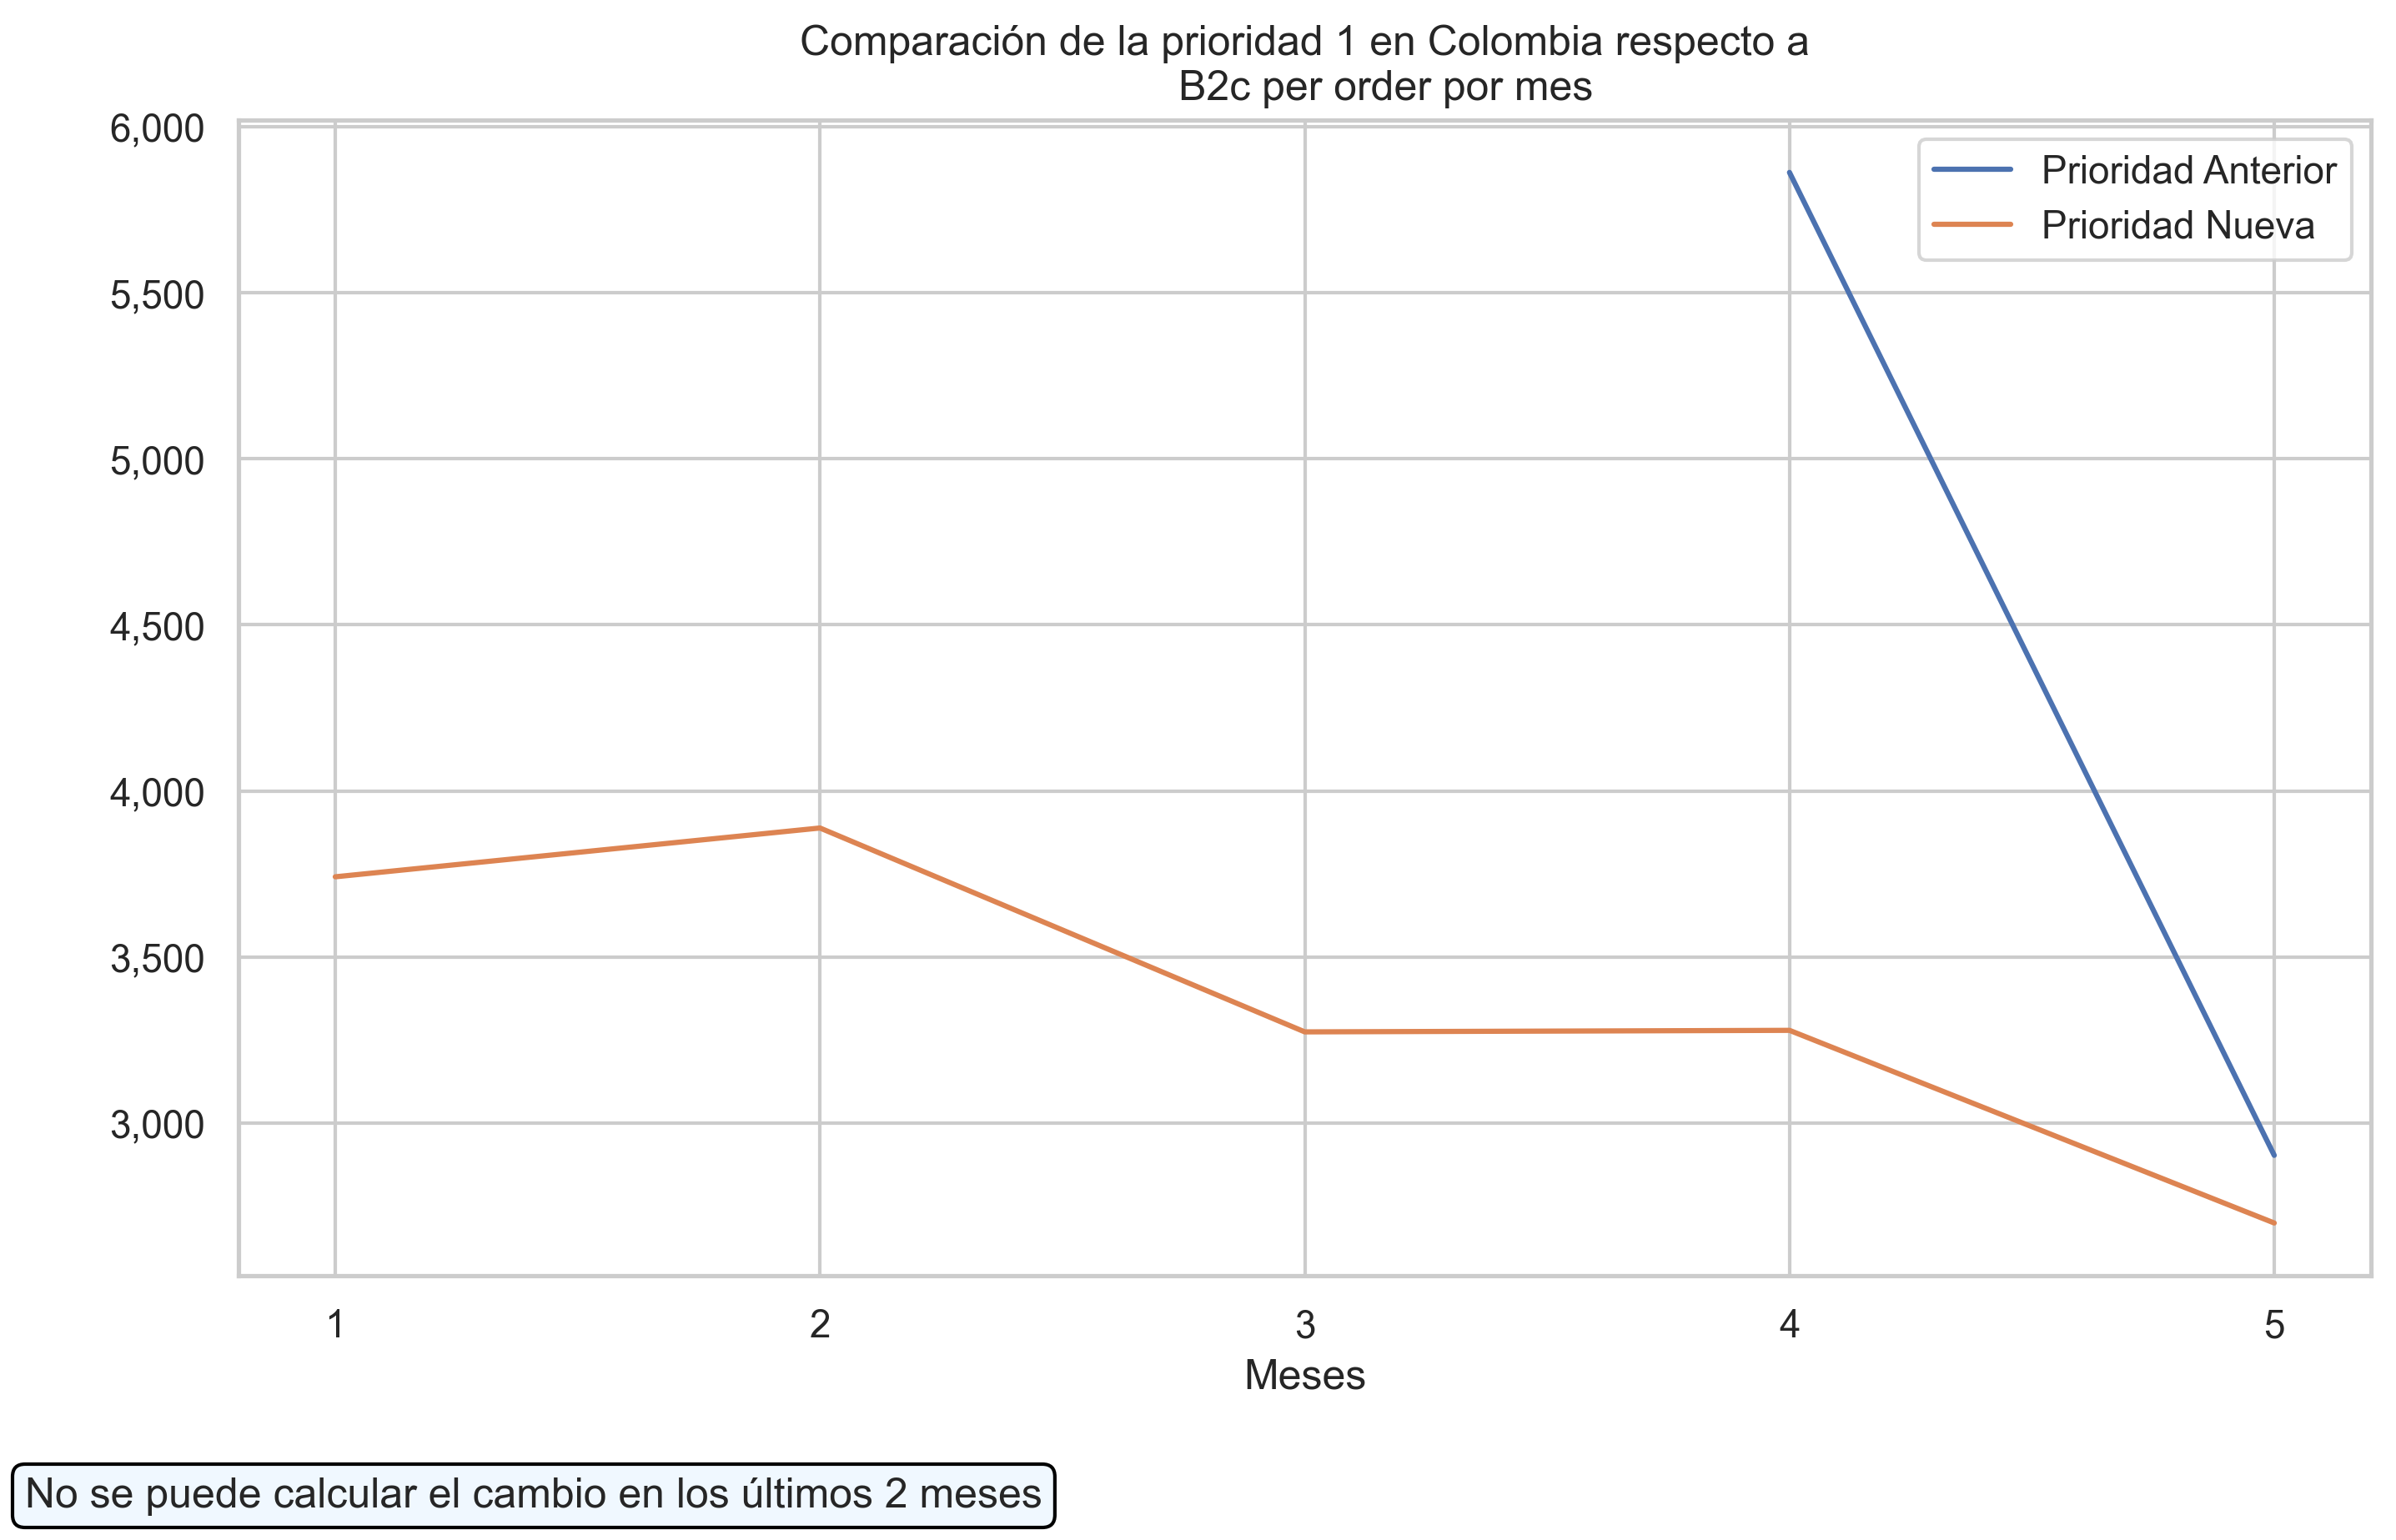 Comparación de la prioridad 1 en Colombia respecto a
B2c per order por mes
6,000
5,500
5,000
4,500
4,000
3,500
3,000
Prioridad Anterior
Prioridad Nueva
1 2 3 4 5
Meses
No se puede calcular el cambio en los últimos 2 meses